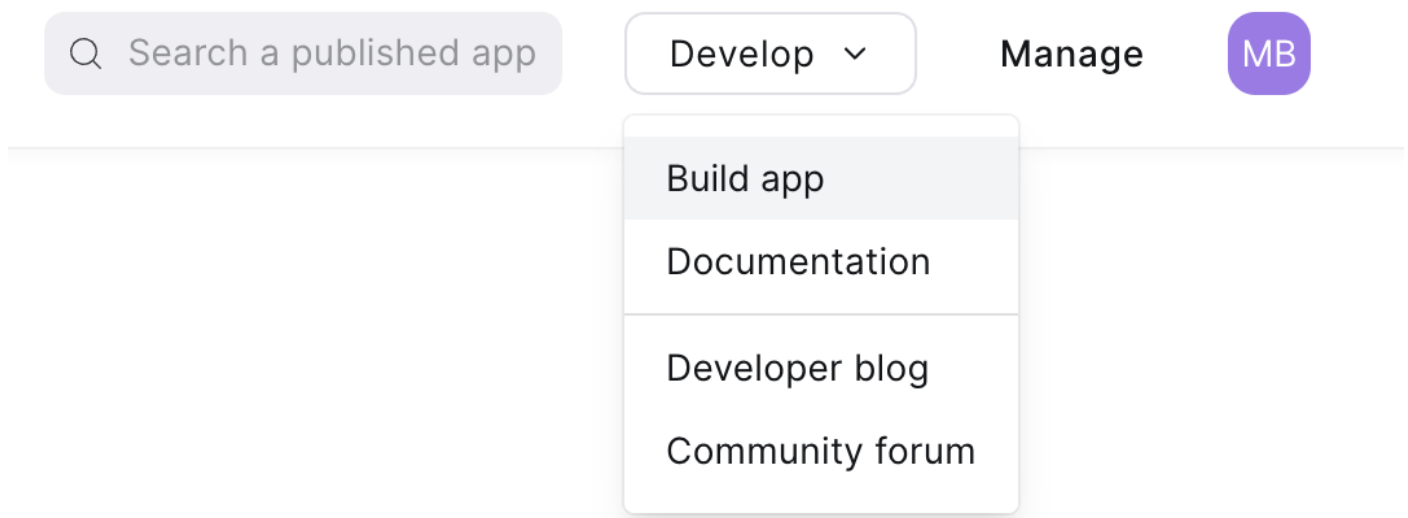 Search a published app
Develop
Manage
MB
Build app
Documentation
Developer blog
Community forum